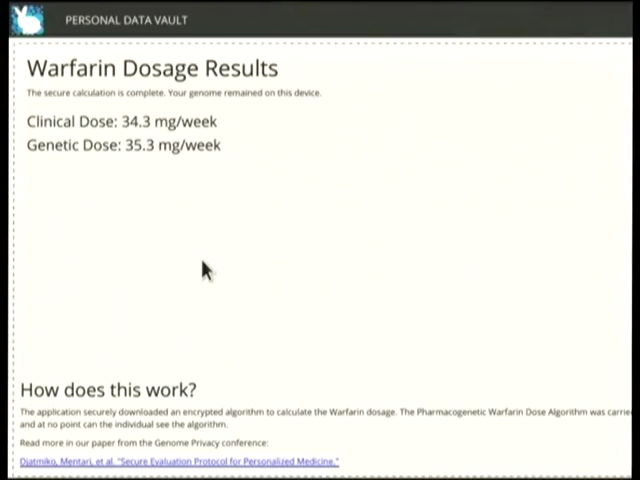 PERSONAL DATA VAULT
Warfarin Dosage Results
The secure calculation is complete. Your genome remained on this device.
Clinical Dose: 34.3 mg/week
Genetic Dose: 35.3 mg/week
How does this work?
The application securely downloaded an encrypted algorithm to calculate the Warfarin dosage. The Pharmacogenetic Warfarin Dose Algorithm was
and at no point can the individual see the algorithm.
Read more in our paper from the Genome Privacy conference:
Djatmiko, Mentari, et al. "Secure Evaluation Protocol for Personalized Medicine."